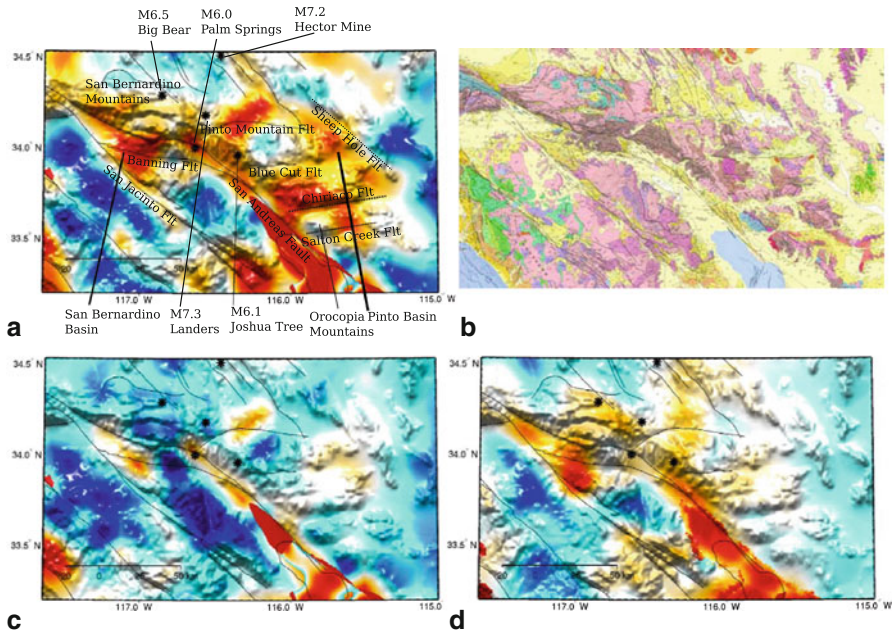 M6.5
Big Bear
M6.0
Palm Springs
M7.2
Hector Mine
34.5° N
34.0° N
33.5° N
San Bernardino
Mountains
Pinto Mountain Flt
Sheep Hole Flt
Banning Flt
Blue Cut Flt
San Jacinto Flt
San Andreas Fault
Chiriaco Flt
Salton Creek Flt
117.0° W
116.0° W
115.0° W
San Bernardino
Basin
M7.3
Landers
M6.1
Joshua Tree
Orocopia
Mountains
Pinto Basin
a
b
34.5° N
34.0° N
33.5° N
117.0° W
116.0° W
115.0° W
c
34.5° N
34.0° N
33.5° N
117.0° W
116.0° W
115.0° W
d